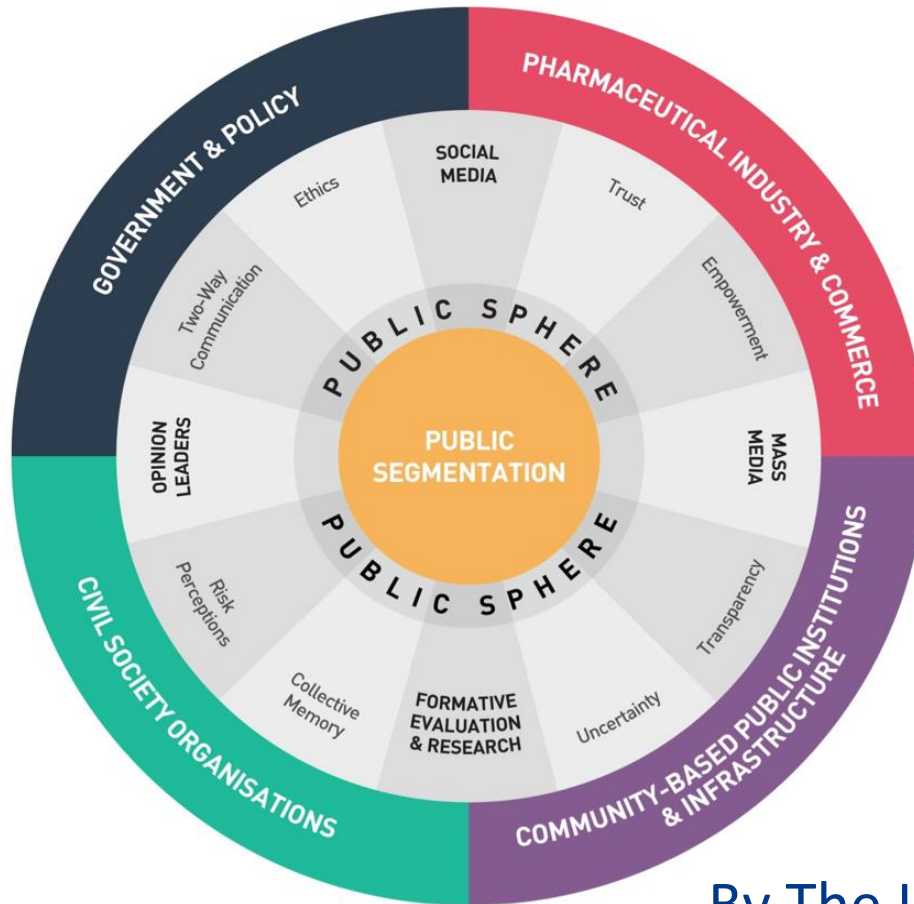 GOVERNMENT & POLICY
PHARMACEUTICAL INDUSTRY & COMMERCE
SOCIAL
MEDIA
Ethics
Trust
Two-Way
Communication
Empowerment
PUBLIC SPHERE
OPINION
LEADERS
PUBLIC
SEGMENTATION
MASS
MEDIA
PUBLIC SPHERE
Risk
Perceptions
Transparency
Collective
Memory
FORMATIVE
EVALUATION
& RESEARCH
Uncertainty
CIVIL SOCIETY ORGANISATIONS
COMMUNITY-BASED PUBLIC INSTITUTIONS
& INFRASTRUCTURE
By The